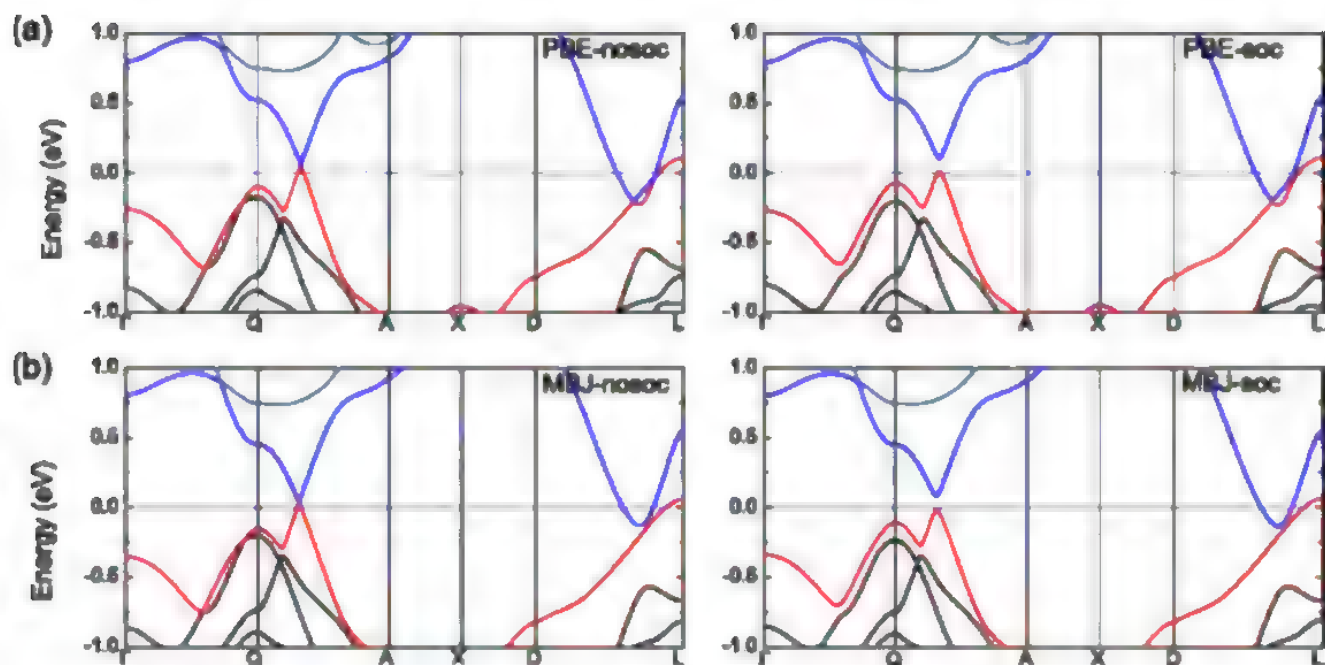 (a)
1.0
0.5
0.0
-0.5
-1.0
Energy (eV)
PBE-nosoc
Γ Q A X D L
1.0
0.5
0.0
-0.5
-1.0
PBE-soc
Γ Q A X D L
(b)
1.0
0.5
0.0
-0.5
-1.0
Energy (eV)
MBJ-nosoc
Γ Q A X D L
1.0
0.5
0.0
-0.5
-1.0
MBJ-soc
Γ Q A X D L